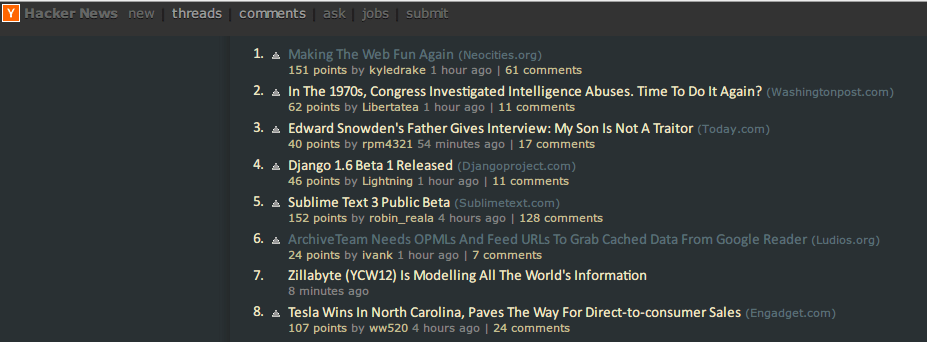 Y Hacker News new | threads | comments | ask | jobs | submit
1. Making The Web Fun Again (Neocities.org)
151 points by kyledrake 1 hour ago | 61 comments
2. In The 1970s, Congress Investigated Intelligence Abuses. Time To Do It Again? (Washingtonpost.com)
62 points by Libertatea 1 hour ago | 11 comments
3. Edward Snowden's Father Gives Interview: My Son Is Not A Traitor (Today.com)
40 points by rpm4321 54 minutes ago | 17 comments
4. Django 1.6 Beta 1 Released (Djangoproject.com)
46 points by Lightning 1 hour ago | 11 comments
5. Sublime Text 3 Public Beta (Sublimetext.com)
152 points by robin_reala 4 hours ago | 128 comments
6. ArchiveTeam Needs OPMLs And Feed URLs To Grab Cached Data From Google Reader (Ludios.org)
24 points by ivank 1 hour ago | 7 comments
7. Zillabyte (YCW12) Is Modelling All The World's Information
8 minutes ago
8. Tesla Wins In North Carolina, Paves The Way For Direct-to-consumer Sales (Engadget.com)
107 points by ww520 4 hours ago | 24 comments